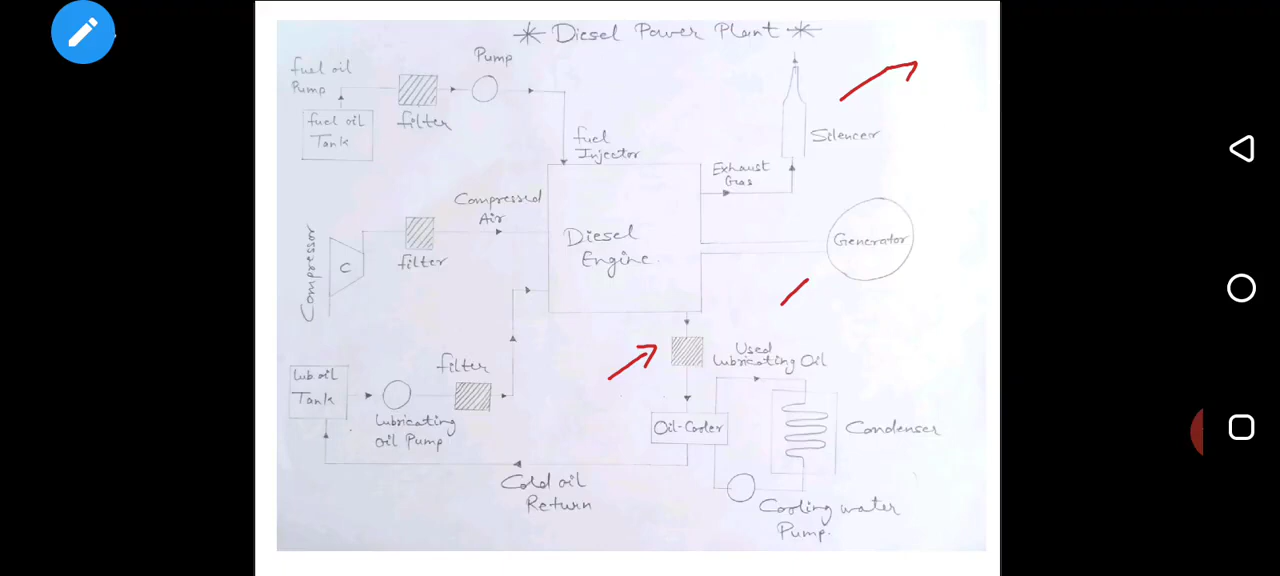 ✳ Diesel Power Plant ✳
Pump
fuel oil
Pump
fuel oil
Tank
filter
fuel
Injector
Silencer
Exhaust
Gas
Compressed
Air
Compressor
C
filter
Diesel
Engine.
Generator
filter
lub. oil
Tank
Lubricating
oil Pump
Used
lubricating Oil
Oil-Cooler
Condenser
Cold oil
Return
Cooling water
Pump.